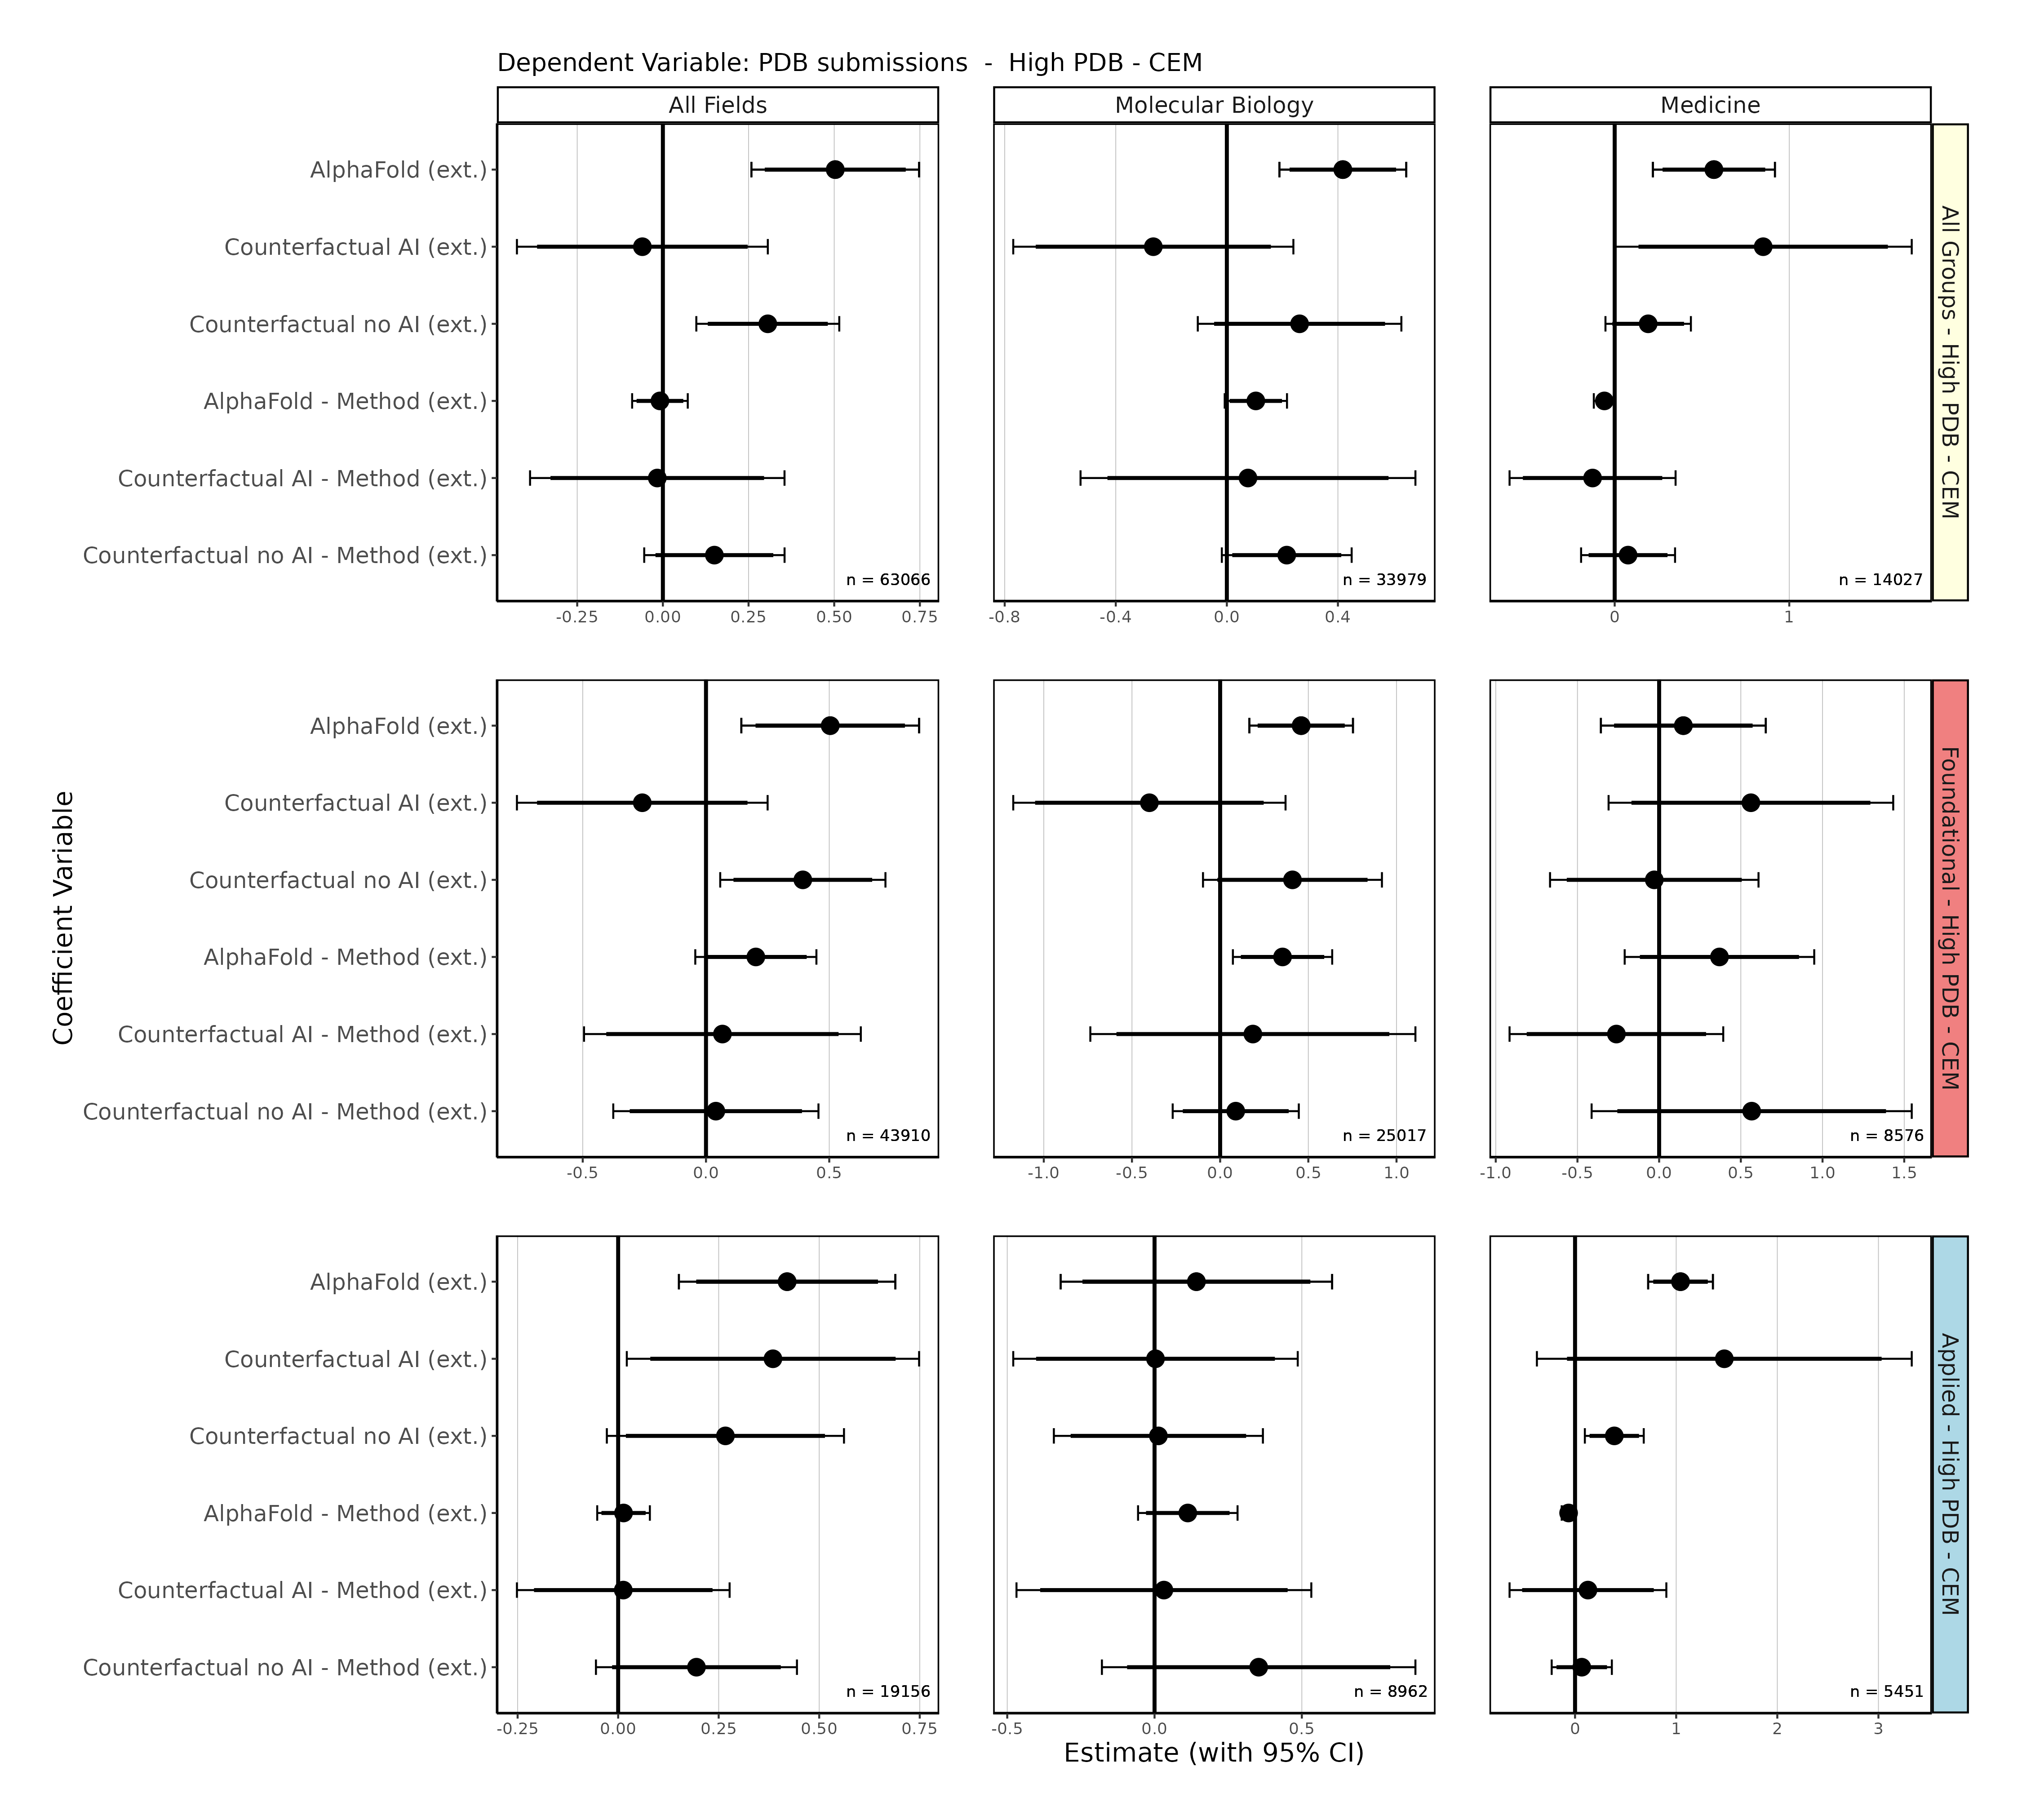 Dependent Variable: PDB submissions  -  High PDB - CEM
All Fields
Molecular Biology
Medicine
AlphaFold (ext.)
Counterfactual AI (ext.)
Counterfactual no AI (ext.)
AlphaFold - Method (ext.)
Counterfactual AI - Method (ext.)
Counterfactual no AI - Method (ext.)
n = 63066
n = 33979
n = 14027
-0.25 0.00 0.25 0.50 0.75
-0.8 -0.4 0.0 0.4
0 1
All Groups - High PDB - CEM
Coefficient Variable
AlphaFold (ext.)
Counterfactual AI (ext.)
Counterfactual no AI (ext.)
AlphaFold - Method (ext.)
Counterfactual AI - Method (ext.)
Counterfactual no AI - Method (ext.)
n = 43910
n = 25017
n = 8576
-0.5 0.0 0.5
-1.0 -0.5 0.0 0.5 1.0
-1.0 -0.5 0.0 0.5 1.0 1.5
Foundational - High PDB - CEM
AlphaFold (ext.)
Counterfactual AI (ext.)
Counterfactual no AI (ext.)
AlphaFold - Method (ext.)
Counterfactual AI - Method (ext.)
Counterfactual no AI - Method (ext.)
n = 19156
n = 8962
n = 5451
-0.25 0.00 0.25 0.50 0.75
-0.5 0.0 0.5
0 1 2 3
Applied - High PDB - CEM
Estimate (with 95% CI)